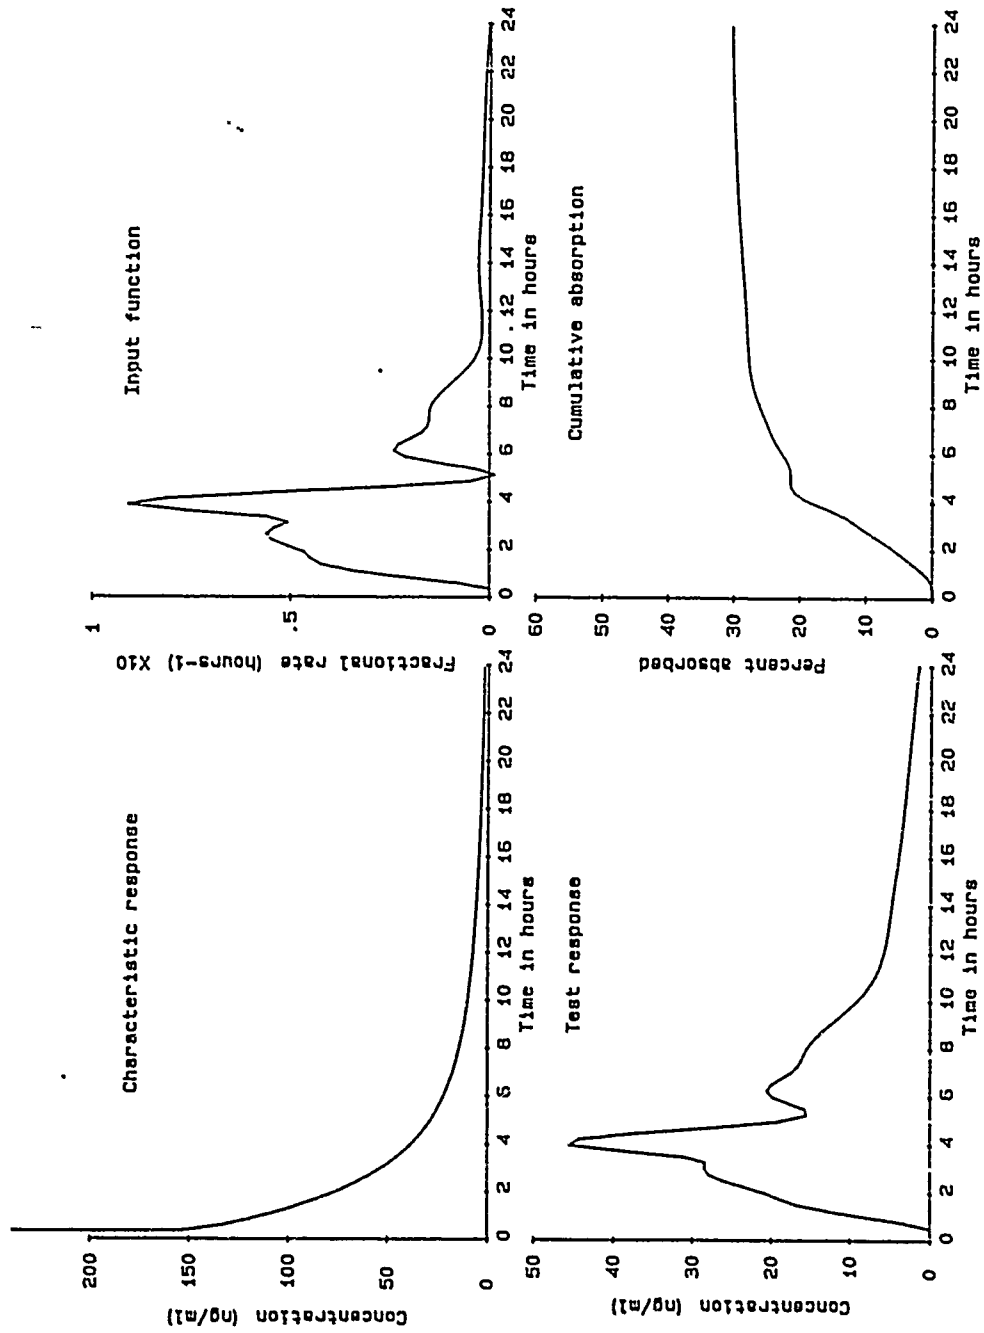 Characteristic response
Concentration (ng/ml)
200
150
100
50
0
0 2 4 6 8 10 12 14 16 18 20 22 24
Time in hours
Input function
Fractional rate (hours-1) X10
1
.5
0
0 2 4 6 8 10 .12 14 16 18 20 22 24
Time in hours
Test response
Concentration (ng/ml)
50
40
30
20
10
0
0 2 4 6 8 10 12 14 16 18 20 22 24
Time in hours
Cumulative absorption
Percent absorbed
60
50
40
30
20
10
0
0 2 4 6 8 10 12 14 16 18 20 22 24
Time in hours